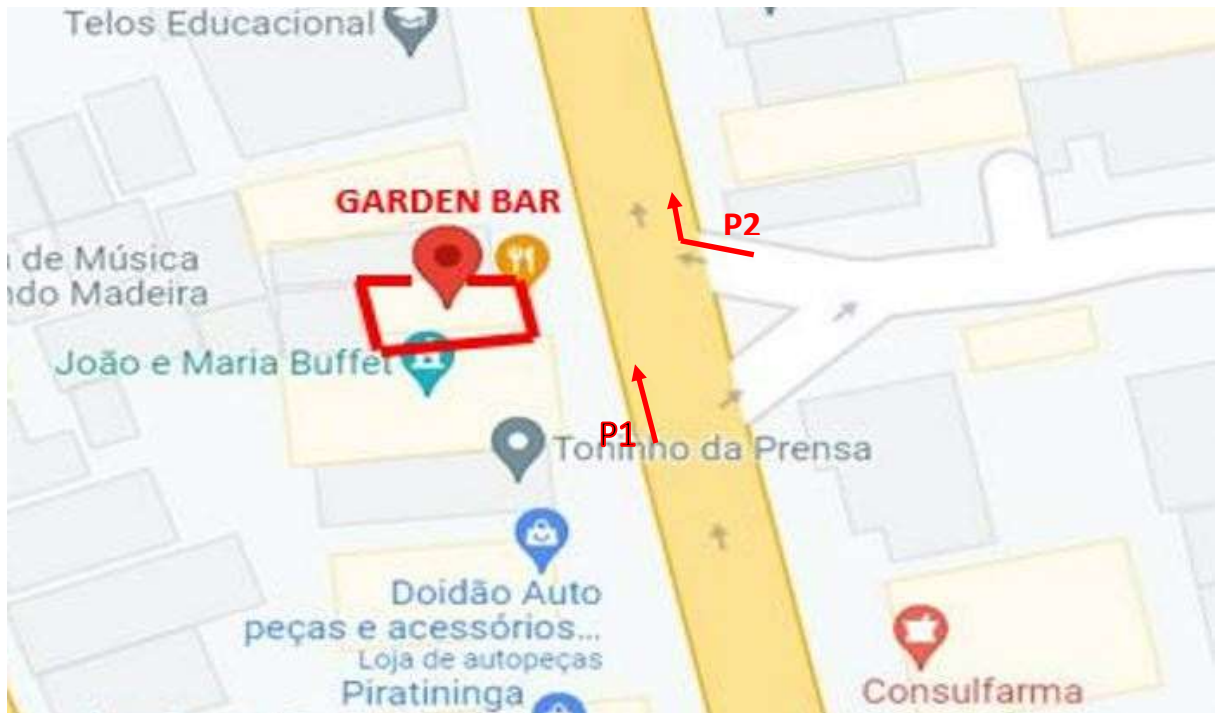 Telos Educacional
GARDEN BAR
P2
de Música
ndo Madeira
João e Maria Buffet
P1
Toninho da Prensa
Doidão Auto
peças e acessórios...
Loja de autopeças
Piratininga
Consulfarma